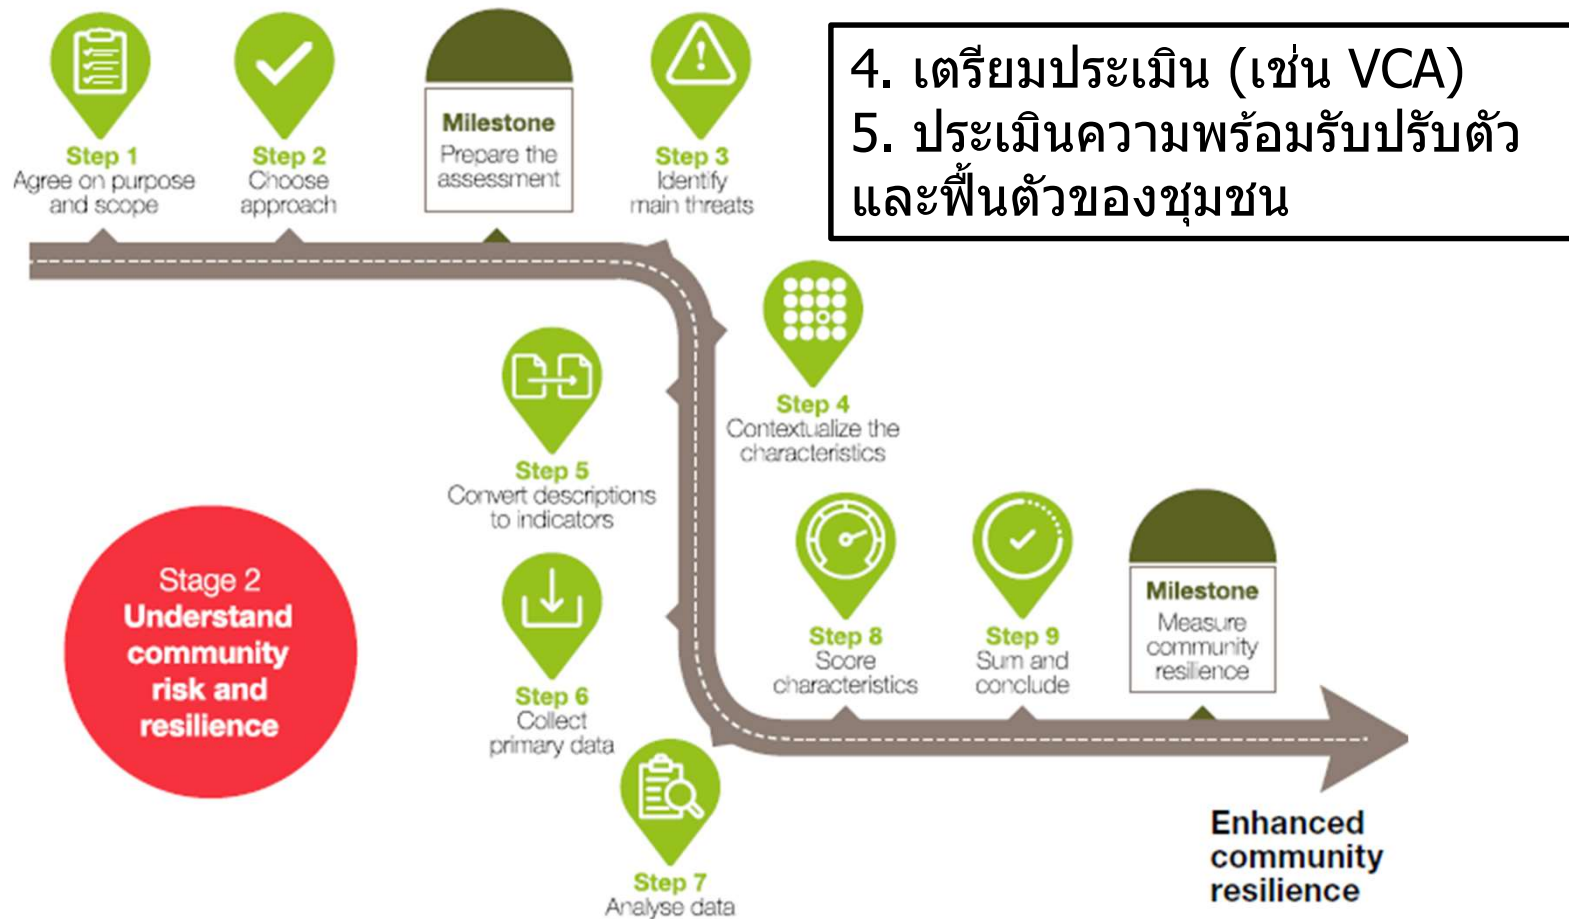 Step 1
Agree on purpose
and scope
Step 2
Choose
approach
Milestone
Prepare the
assessment
Step 3
Identify
main threats
4. เตรียมประเมิน (เช่น VCA)
5. ประเมินความพร้อมรับปรับตัว
และฟื้นตัวของชุมชน
Step 4
Contextualize the
characteristics
Step 5
Convert descriptions
to indicators
Stage 2
Understand
community
risk and
resilience
Step 6
Collect
primary data
Step 7
Analyse data
Step 8
Score
characteristics
Step 9
Sum and
conclude
Milestone
Measure
community
resilience
Enhanced
community
resilience